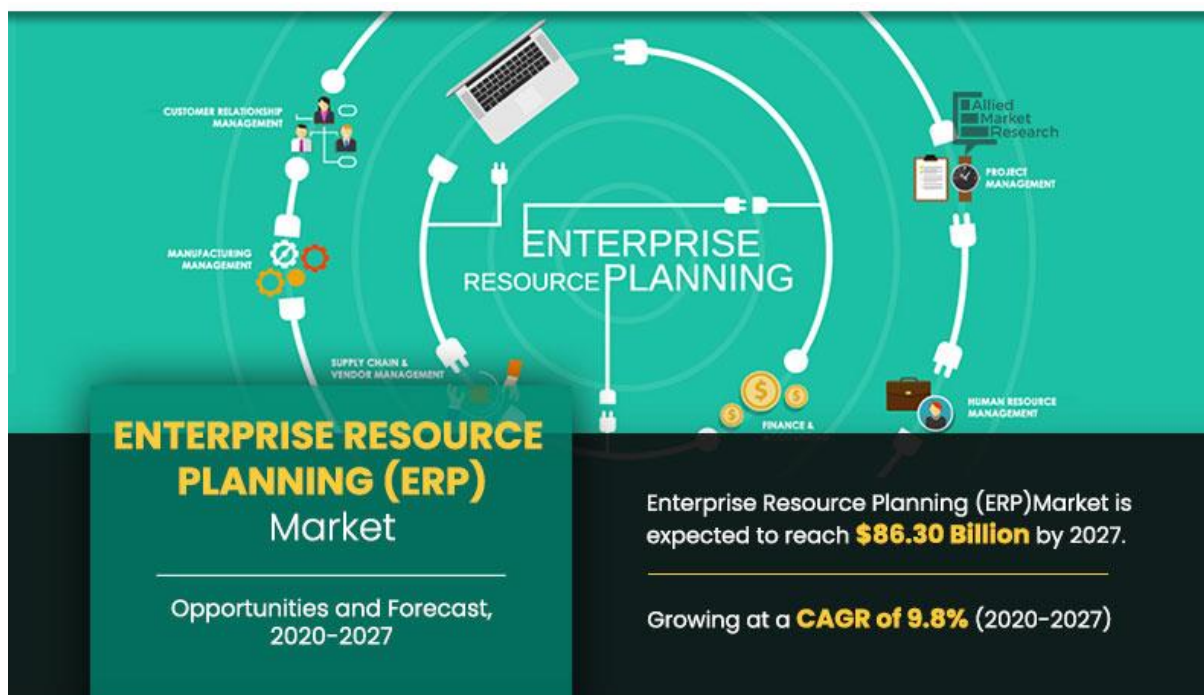 CUSTOMER RELATIONSHIP
MANAGEMENT
Allied
Market
Research
PROJECT
MANAGEMENT
ENTERPRISE
RESOURCE PLANNING
MANUFACTURING
MANAGEMENT
SUPPLY CHAIN &
VENDOR MANAGEMENT
FINANCE &
HUMAN RESOURCE
MANAGEMENT
ENTERPRISE RESOURCE
PLANNING (ERP)
Market
Opportunities and Forecast,
2020-2027
Enterprise Resource Planning (ERP)Market is
expected to reach $86.30 Billion by 2027.
Growing at a CAGR of 9.8% (2020-2027)